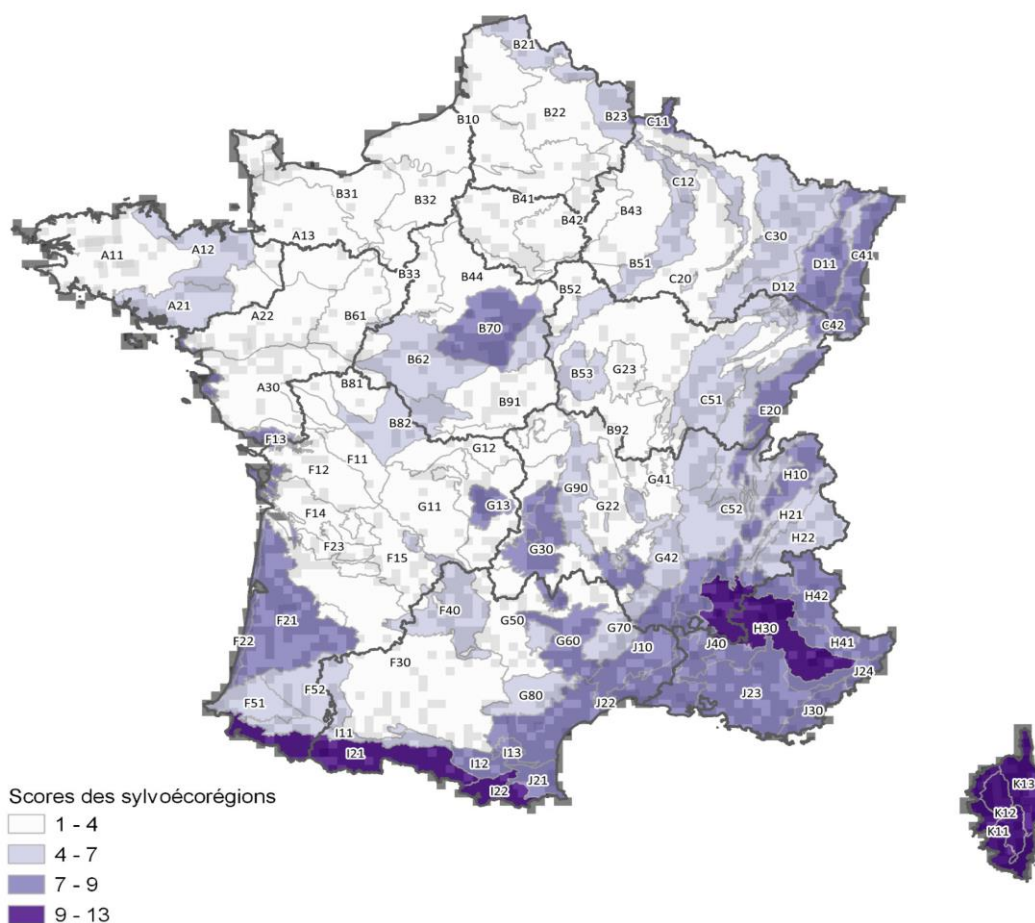 B21
B10
B22
B23
C11
B31
B32
B41
B42
B43
C12
A13
A11
A12
C30
D11
C41
B33
B44
B51
B52
C20
D12
A21
A22
B61
B70
C42
B62
B53
G23
A30
B81
B91
C51
E20
B82
F13
F11
G12
B92
F12
G11
G13
G90
G22
G41
C52
H10
H21
H22
F14
F23
F15
G30
G42
F21
F22
F40
G50
G60
G70
H42
H30
H41
J10
J40
J24
F30
F51
F52
G80
J22
J23
J30
I11
I21
I12
I13
I22
J21
K13
K12
K11
Scores des sylvoécorégions
1 - 4
4 - 7
7 - 9
9 - 13